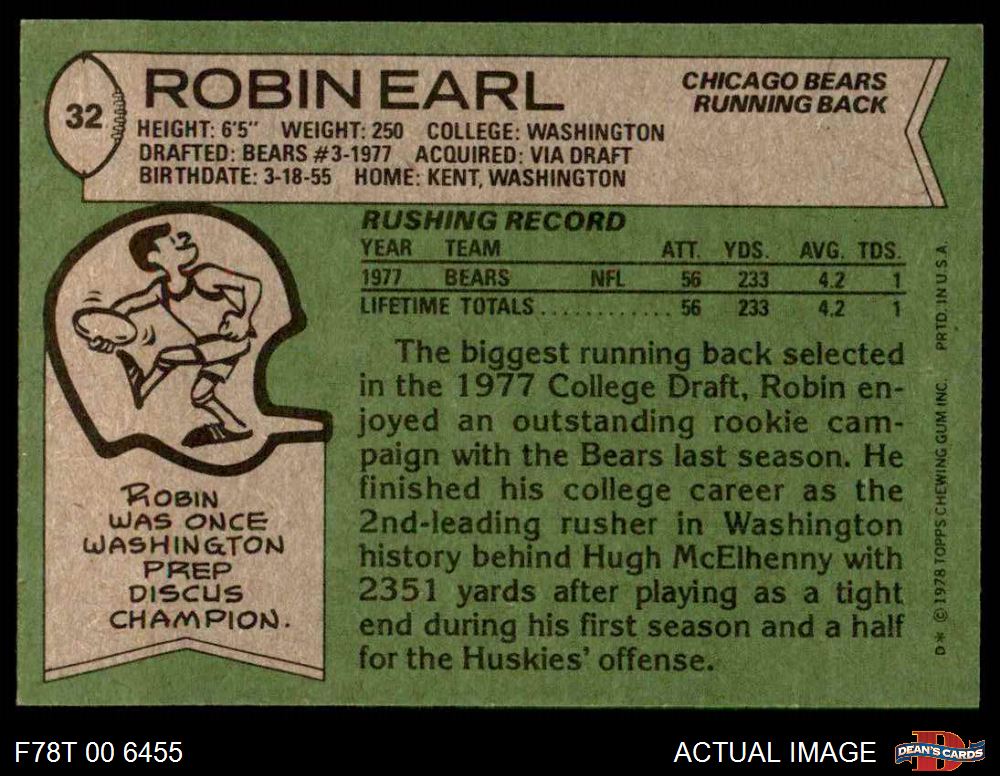 32
ROBIN EARL
CHICAGO BEARS
RUNNING BACK
HEIGHT: 6'5" WEIGHT: 250 COLLEGE: WASHINGTON
DRAFTED: BEARS #3-1977 ACQUIRED: VIA DRAFT
BIRTHDATE: 3-18-55 HOME: KENT, WASHINGTON
RUSHING RECORD
YEAR TEAM ATT. YDS. AVG. TDS.
1977 BEARS NFL 56 233 4.2 1
LIFETIME TOTALS............ 56 233 4.2 1
The biggest running back selected
in the 1977 College Draft, Robin en-
joyed an outstanding rookie cam-
paign with the Bears last season. He
finished his college career as the
2nd-leading rusher in Washington
history behind Hugh McElhenny with
2351 yards after playing as a tight
end during his first season and a half
for the Huskies' offense.
ROBIN
WAS ONCE
WASHINGTON
PREP
DISCUS
CHAMPION.
D* © 1978 TOPPS CHEWING GUM INC. PRTD. IN U.S.A.
F78T 00 6455
ACTUAL IMAGE
D
DEAN'S CARDS